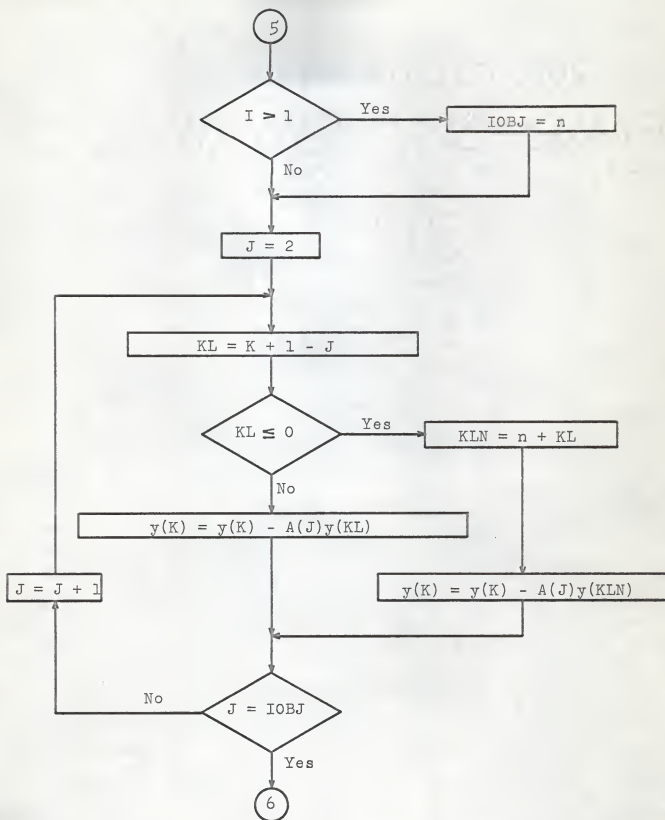 5
I > 1
Yes
IOBJ = n
No
J = 2
KL = K + 1 - J
KL ≦ 0
Yes
KLN = n + KL
No
y(K) = y(K) - A(J)y(KL)
J = J + 1
y(K) = y(K) - A(J)y(KLN)
No
J = IOBJ
Yes
6